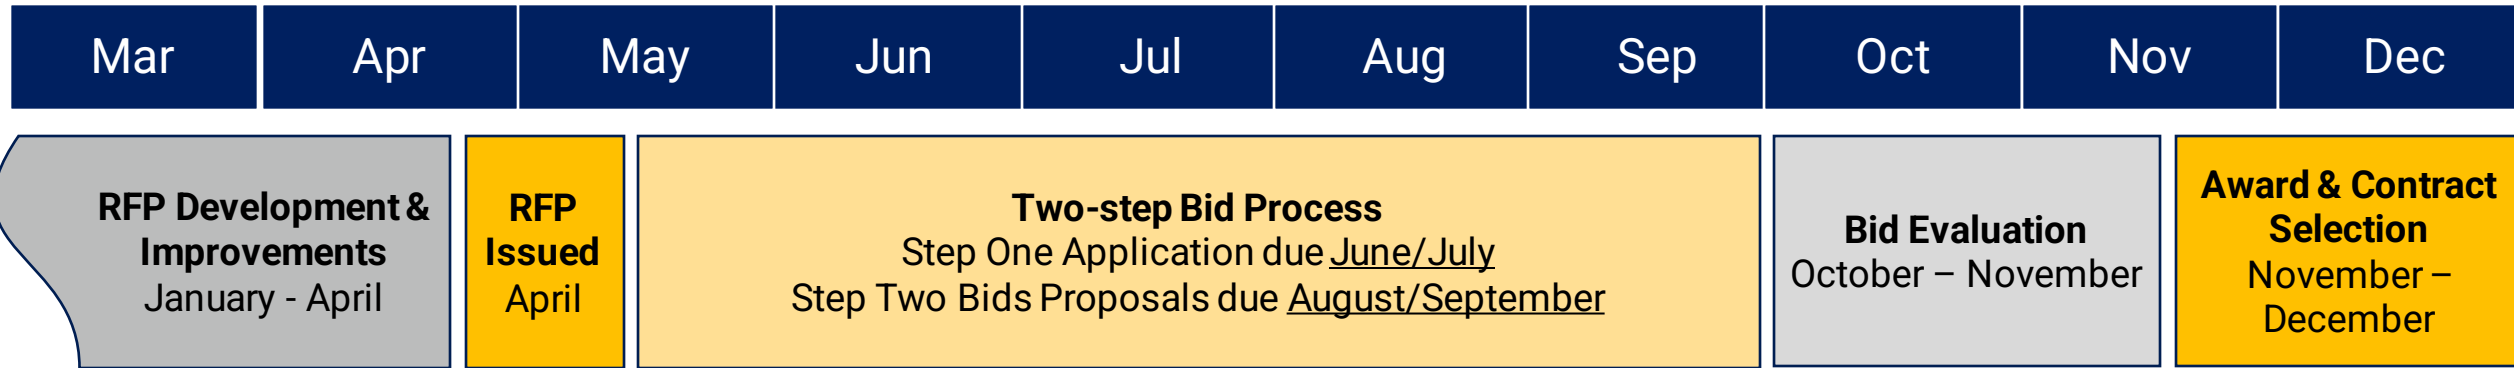 Mar Apr May Jun Jul Aug Sep Oct Nov Dec
RFP Development &
Improvements
January - April
RFP
Issued
April
Two-step Bid Process
Step One Application due June/July
Step Two Bids Proposals due August/September
Bid Evaluation
October – November
Award & Contract
Selection
November –
December